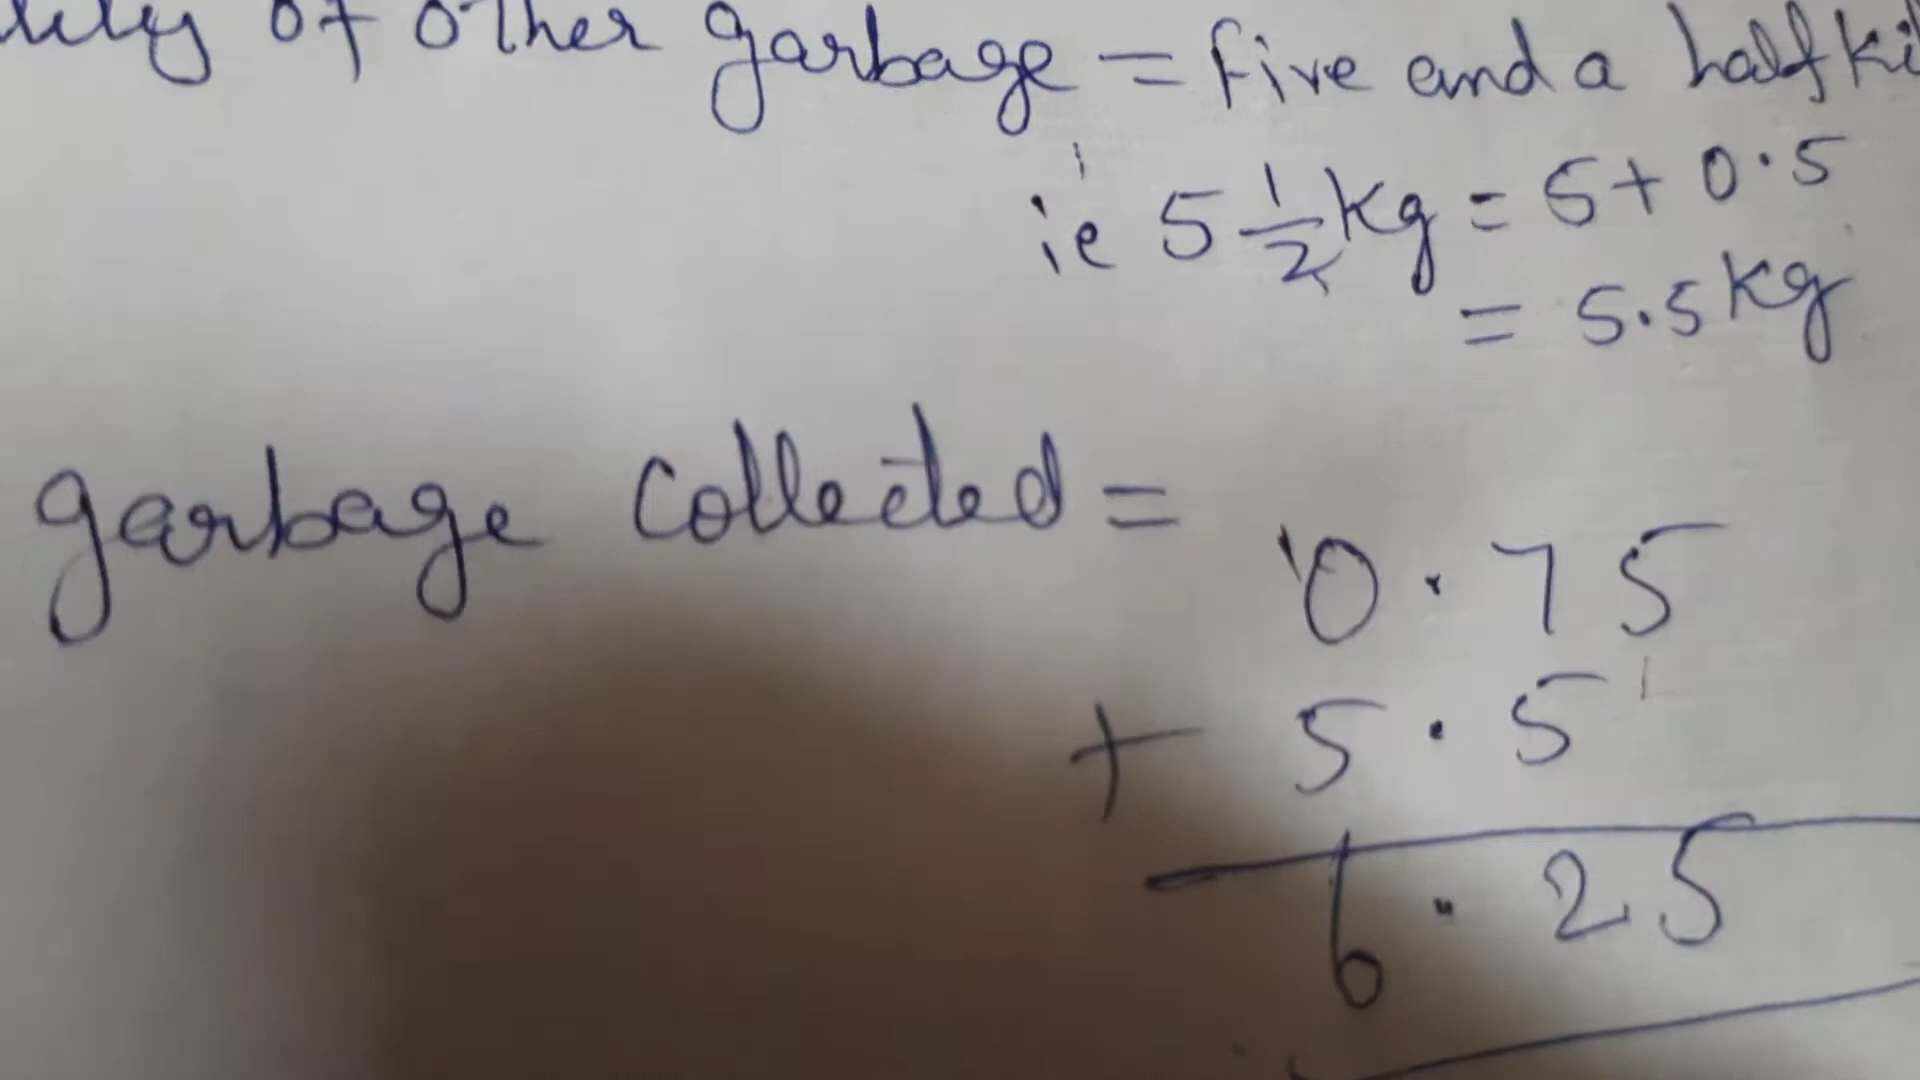 of other garbage = five and a half
ie 5 1/2 kg = 5 + 0.5
= 5.5 kg
garbage collected =
0.75
+ 5.5
6.25